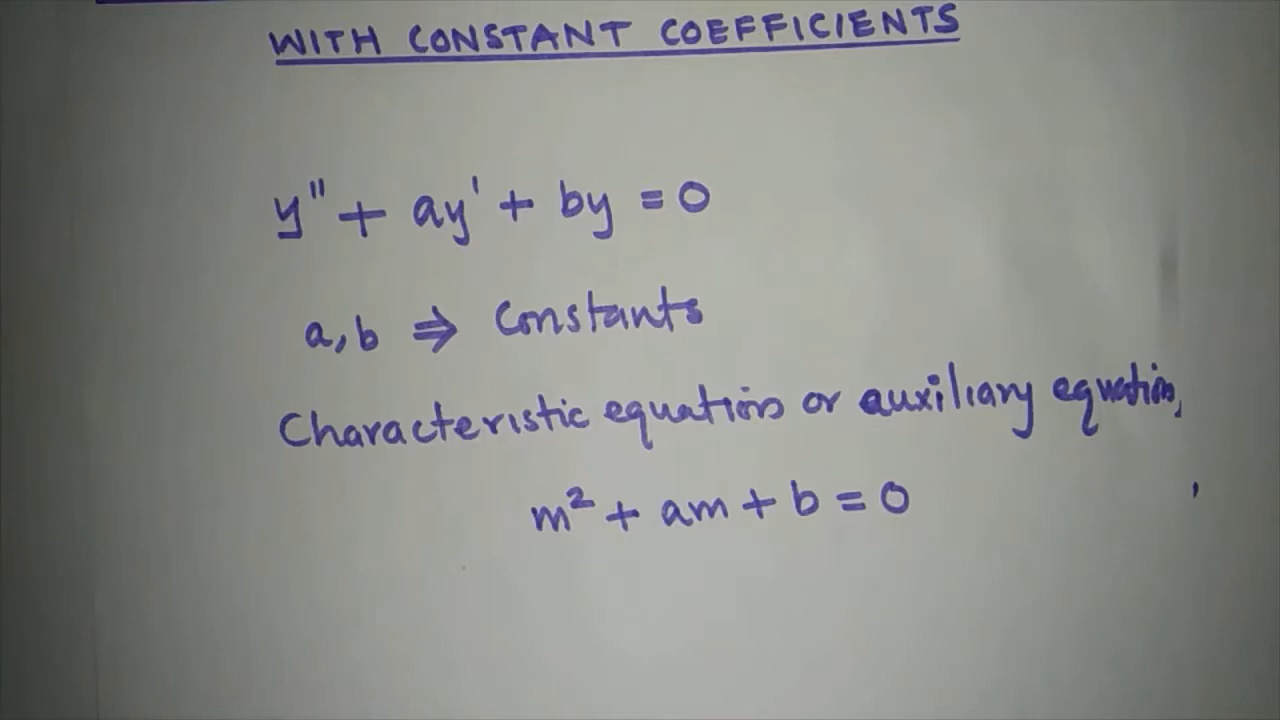 WITH CONSTANT COEFFICIENTS
y" + ay' + by = 0
a, b ⇒ Constants
Characteristic equation or auxiliary equation,
m² + am + b = 0